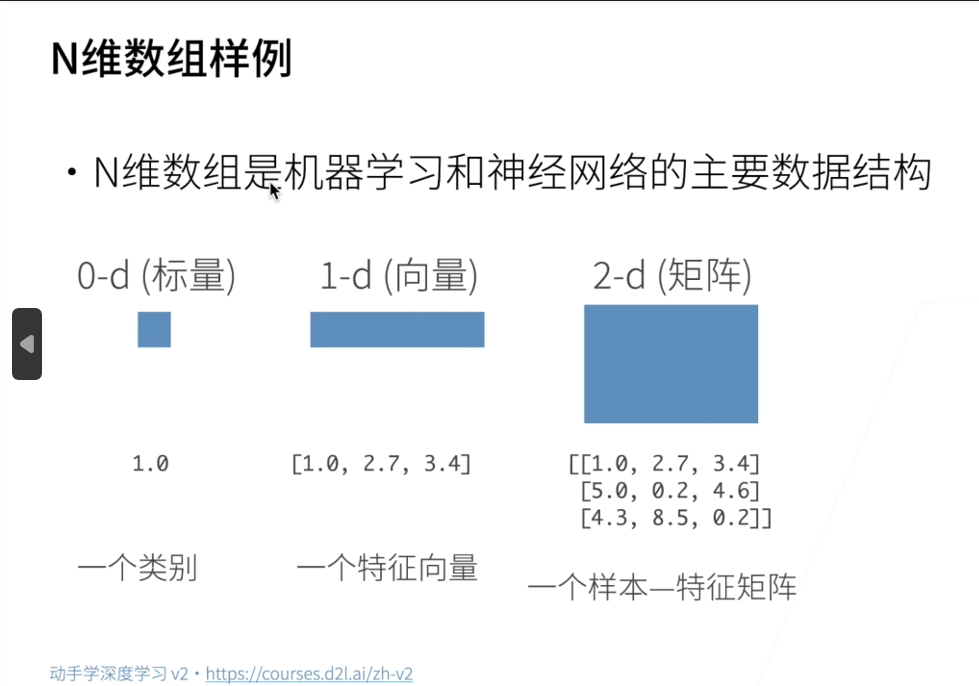 N维数组样例
• N维数组是机器学习和神经网络的主要数据结构
0-d (标量) 1-d (向量) 2-d (矩阵)
1.0 [1.0, 2.7, 3.4] [[1.0, 2.7, 3.4]
[5.0, 0.2, 4.6]
[4.3, 8.5, 0.2]]
一个类别 一个特征向量 一个样本—特征矩阵
动手学深度学习 v2 • https://courses.d2l.ai/zh-v2